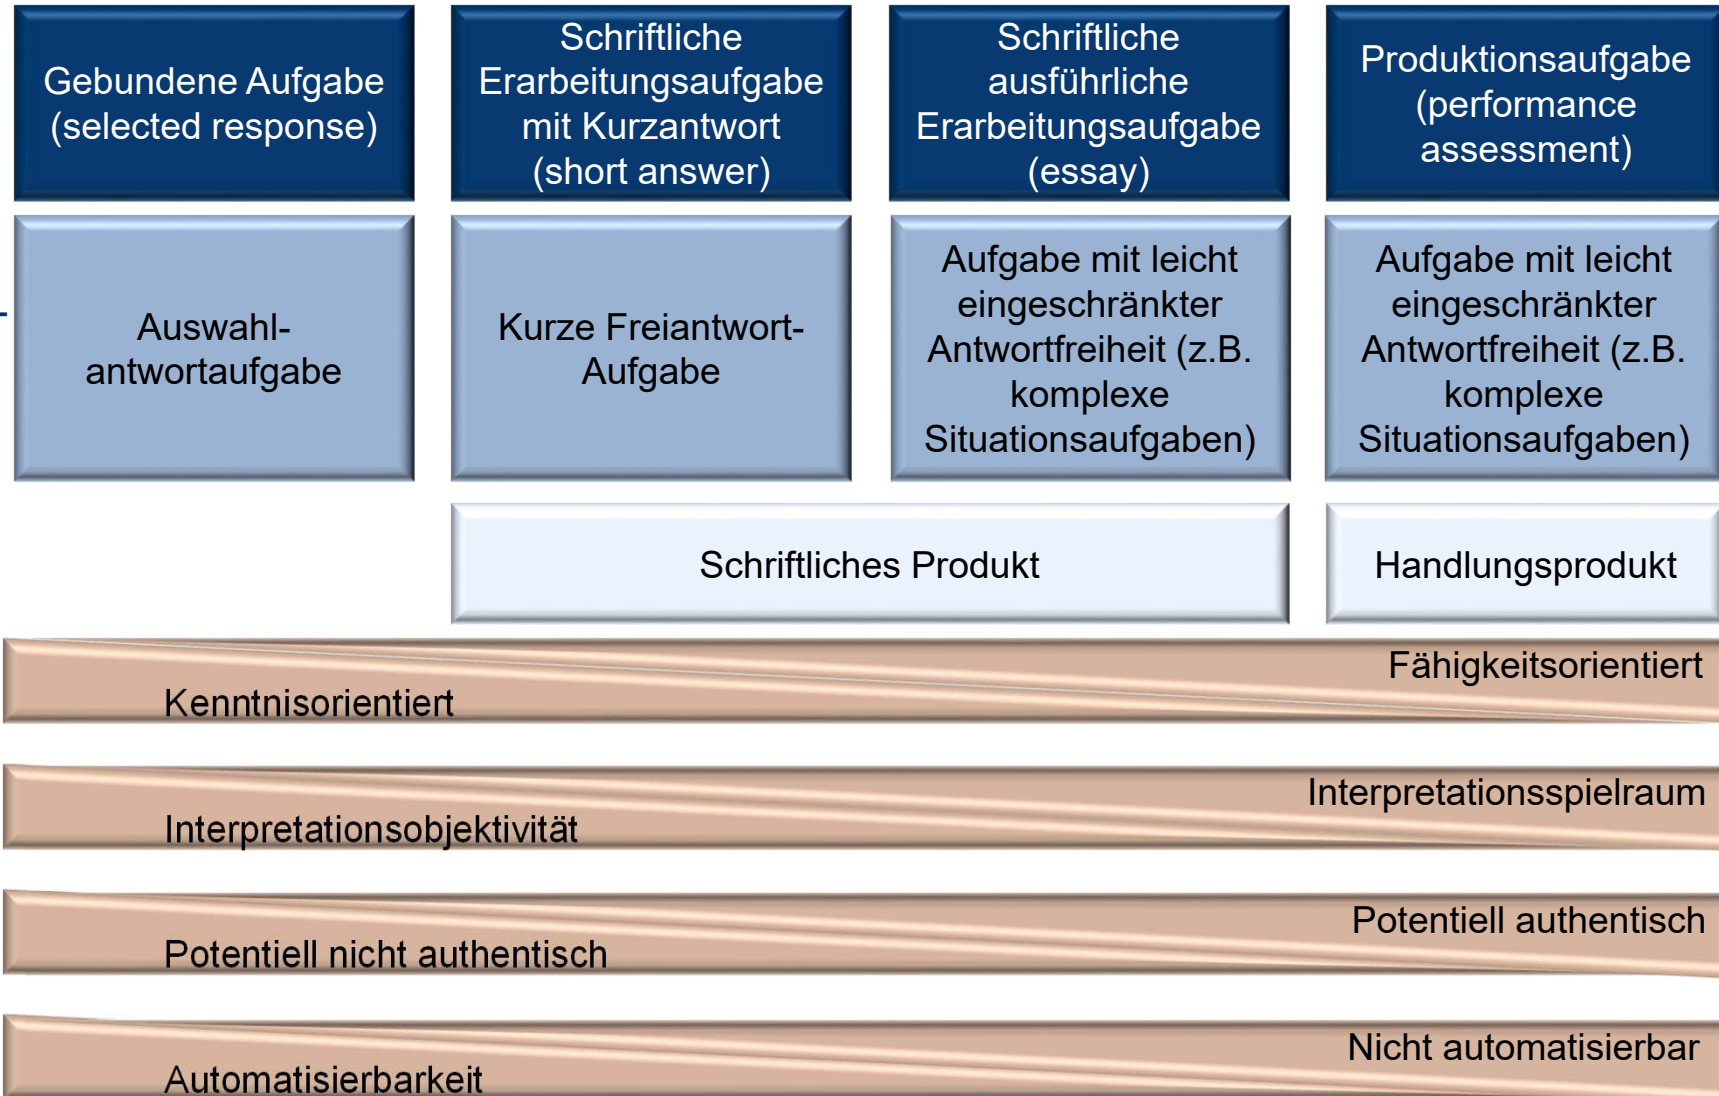 Gebundene Aufgabe
(selected response)
Schriftliche
Erarbeitungsaufgabe
mit Kurzantwort
(short answer)
Schriftliche
ausführliche
Erarbeitungsaufgabe
(essay)
Produktionsaufgabe
(performance
assessment)
Auswahl-
antwortaufgabe
Kurze Freiantwort-
Aufgabe
Aufgabe mit leicht
eingeschränkter
Antwortfreiheit (z.B.
komplexe
Situationsaufgaben)
Aufgabe mit leicht
eingeschränkter
Antwortfreiheit (z.B.
komplexe
Situationsaufgaben)
Schriftliches Produkt
Handlungsprodukt
Fähigkeitsorientiert
Kenntnisorientiert
Interpretationsspielraum
Interpretationsobjektivität
Potentiell authentisch
Potentiell nicht authentisch
Nicht automatisierbar
Automatisierbarkeit